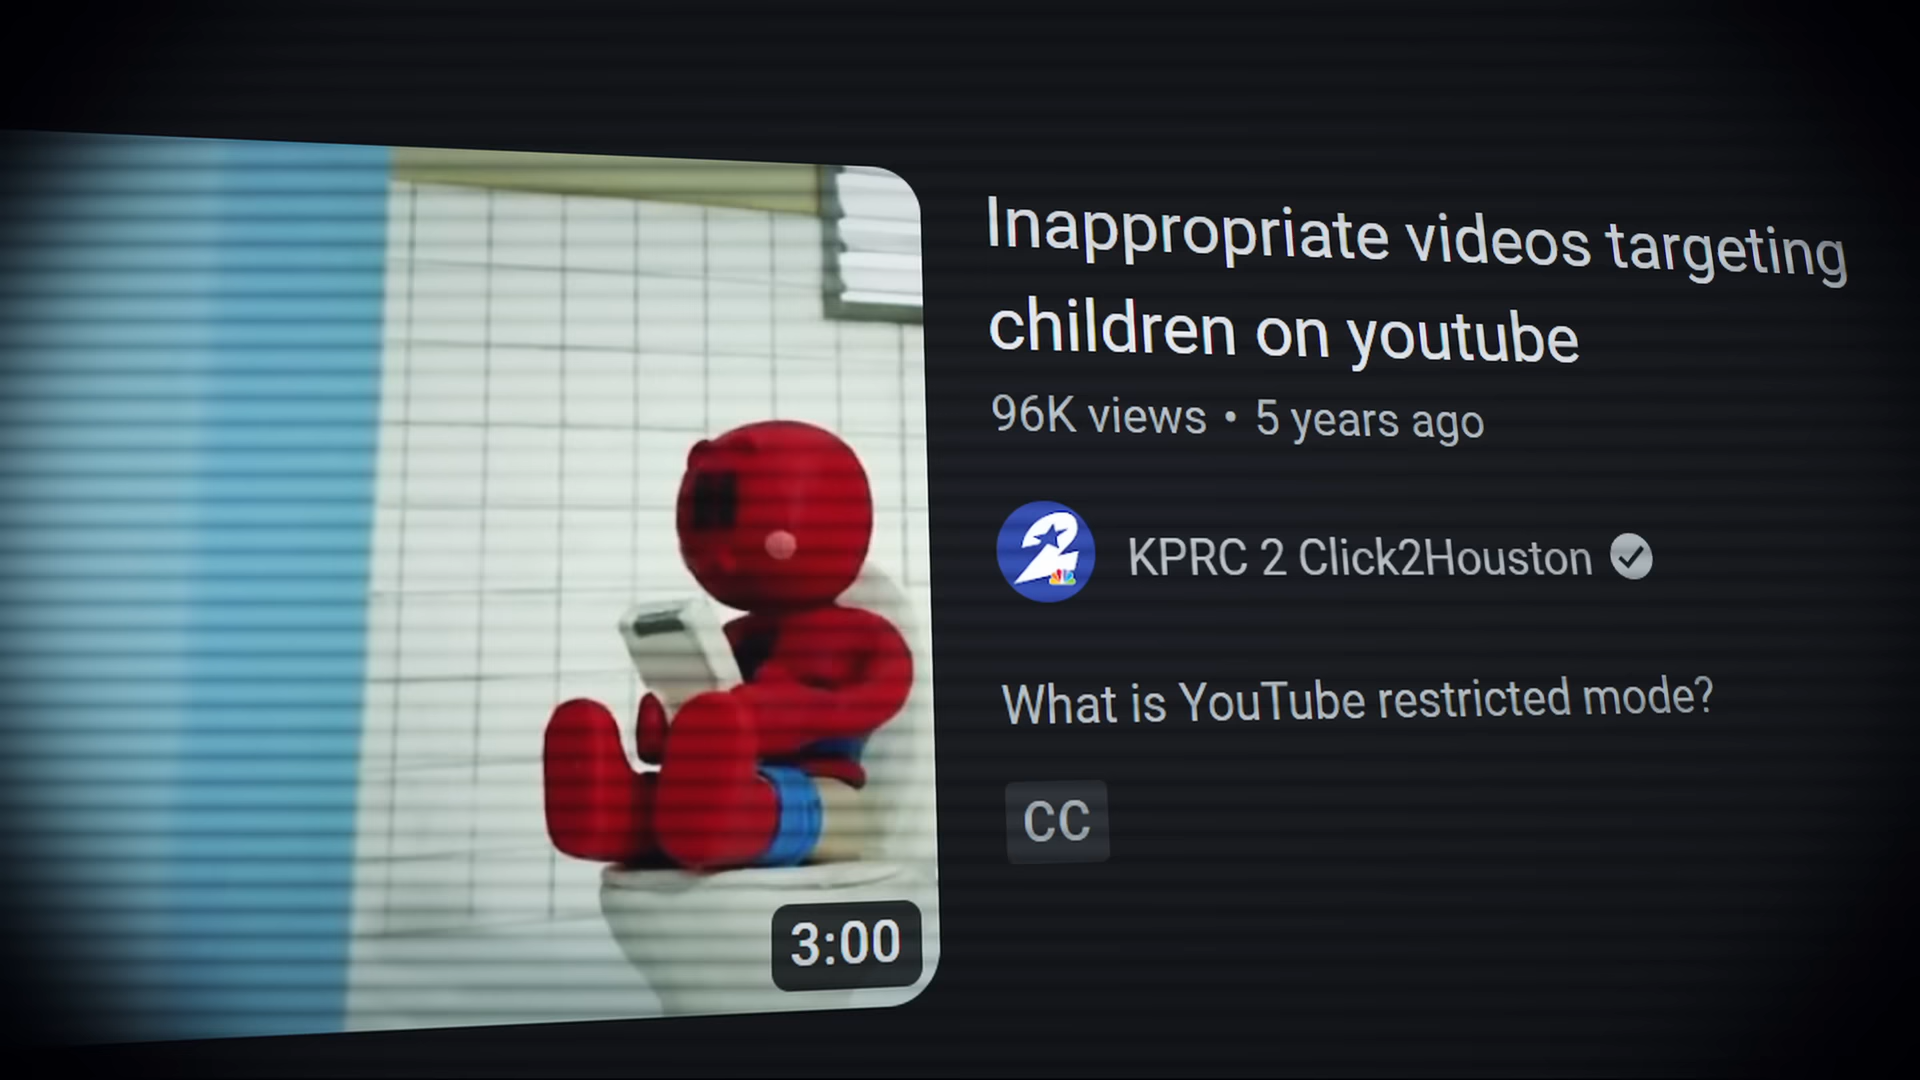 Inappropriate videos targeting
children on youtube
96K views • 5 years ago
2
KPRC 2 Click2Houston
What is YouTube restricted mode?
CC
3:00